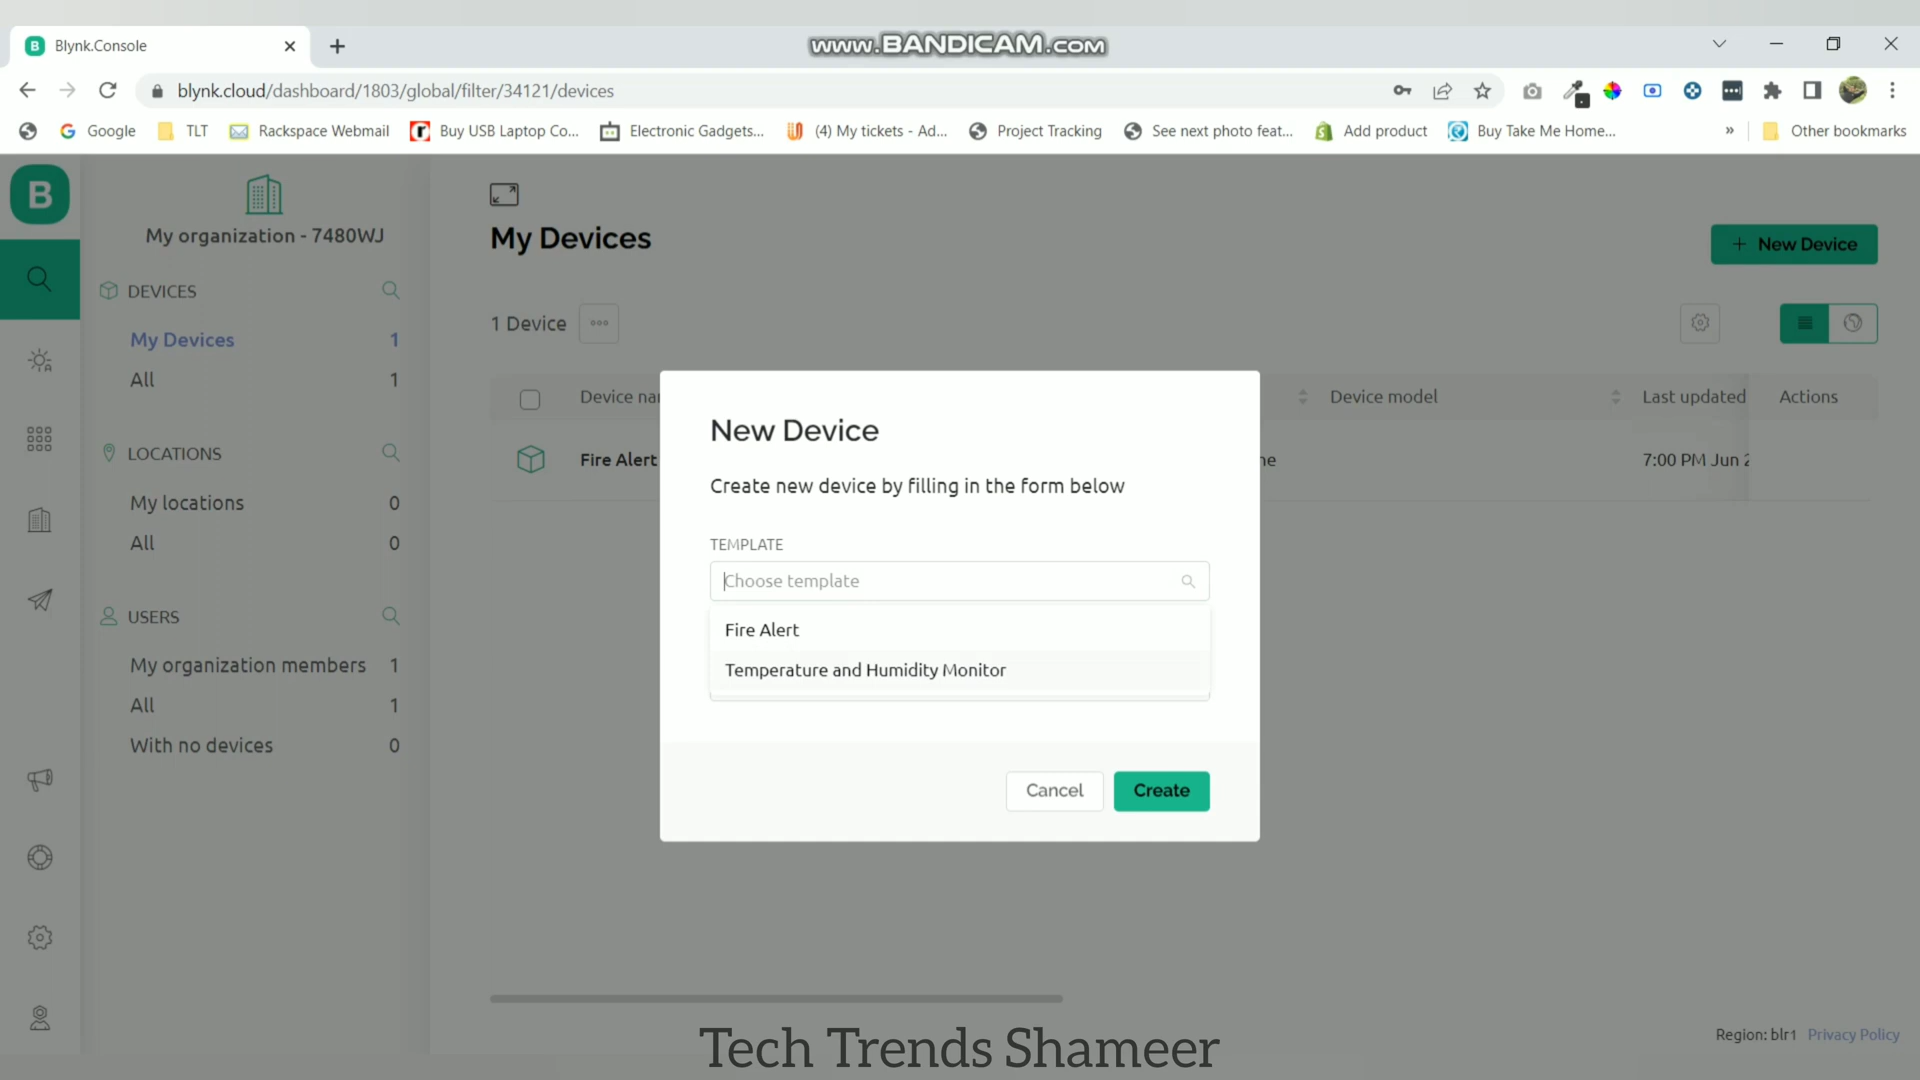 Blynk.Console
www.BANDICAM.com
blynk.cloud/dashboard/1803/global/filter/34121/devices
Google
TLT
Rackspace Webmail
Buy USB Laptop Co...
Electronic Gadgets...
(4) My tickets - Ad...
Project Tracking
See next photo feat...
Add product
Buy Take Me Home...
»
Other bookmarks
B
My organization - 7480WJ
DEVICES
My Devices 1
All 1
LOCATIONS
My locations 0
All 0
USERS
My organization members 1
All 1
With no devices 0
My Devices
+ New Device
1 Device
Device nam
Device model
Last updated
Actions
Fire Alert
ne
7:00 PM Jun 2
New Device
Create new device by filling in the form below
TEMPLATE
Choose template
Fire Alert
Temperature and Humidity Monitor
Cancel
Create
Region: blr1 Privacy Policy
Tech Trends Shameer